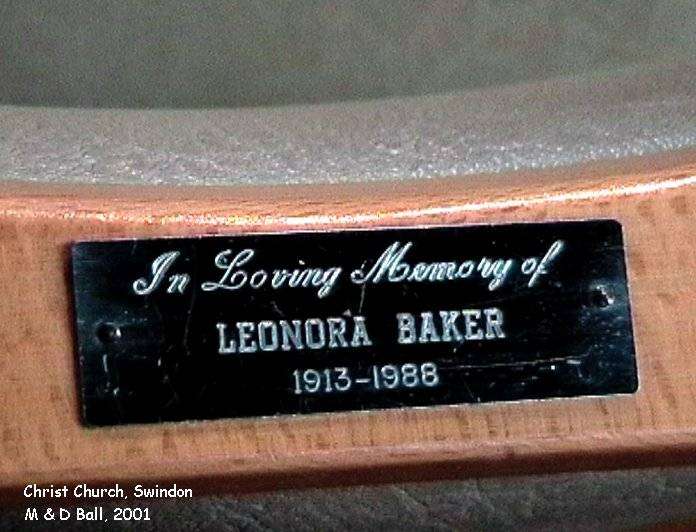 In Loving Memory of
LEONORA BAKER
1913-1988
Christ Church, Swindon
M & D Ball, 2001